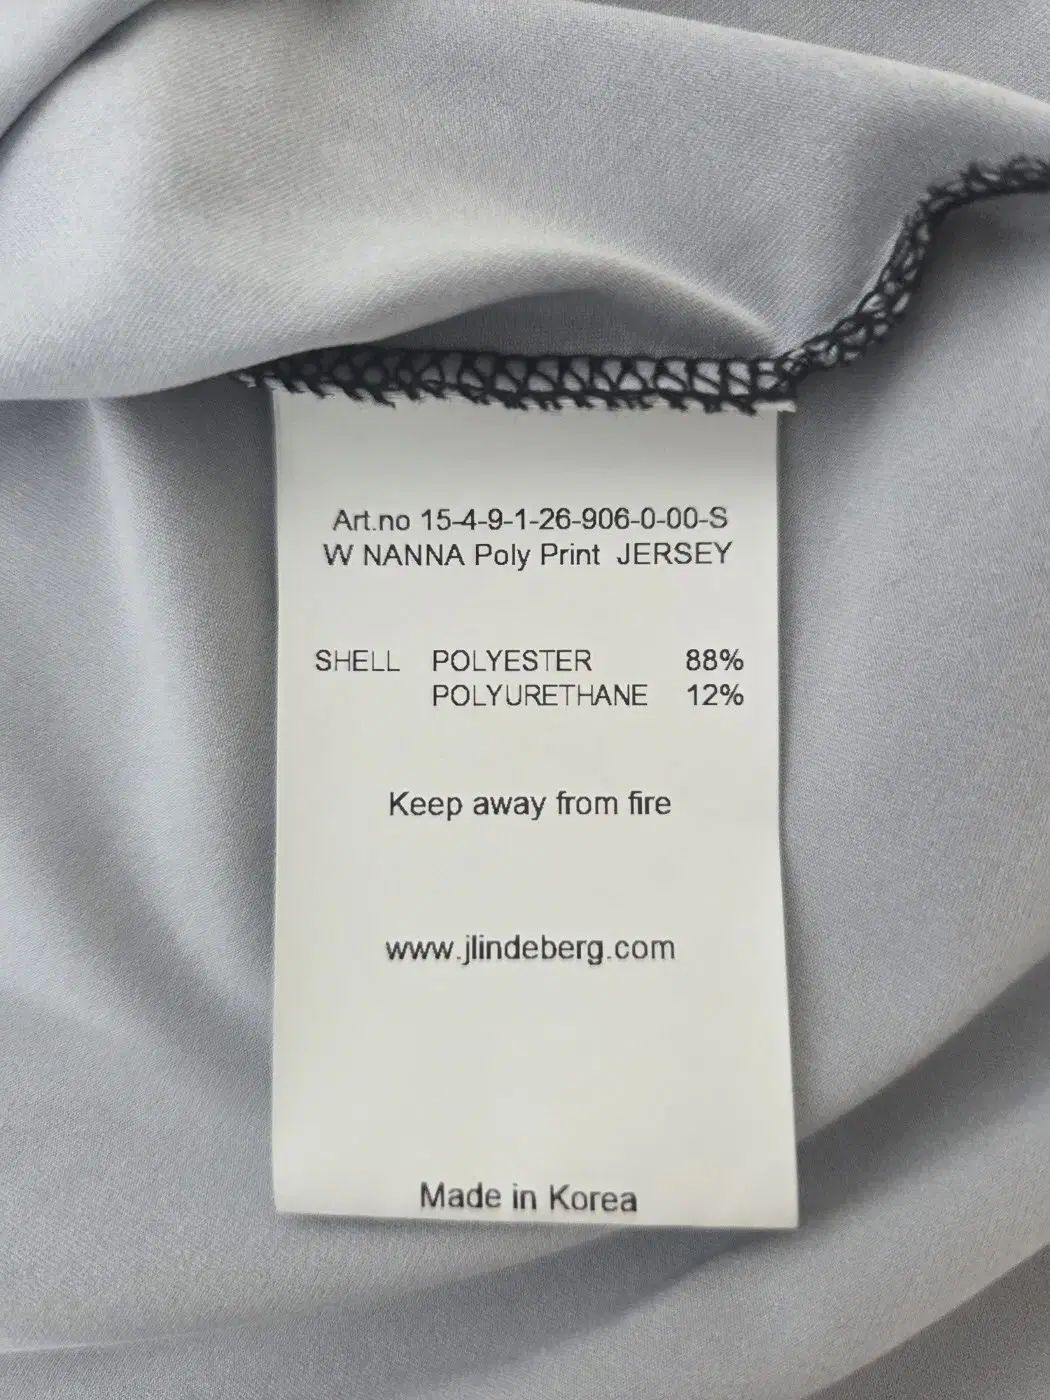 Art.no 15-4-9-1-26-906-0-00-S
W NANNA Poly Print JERSEY
SHELL POLYESTER 88%
POLYURETHANE 12%
Keep away from fire
www.jlindeberg.com
Made in Korea